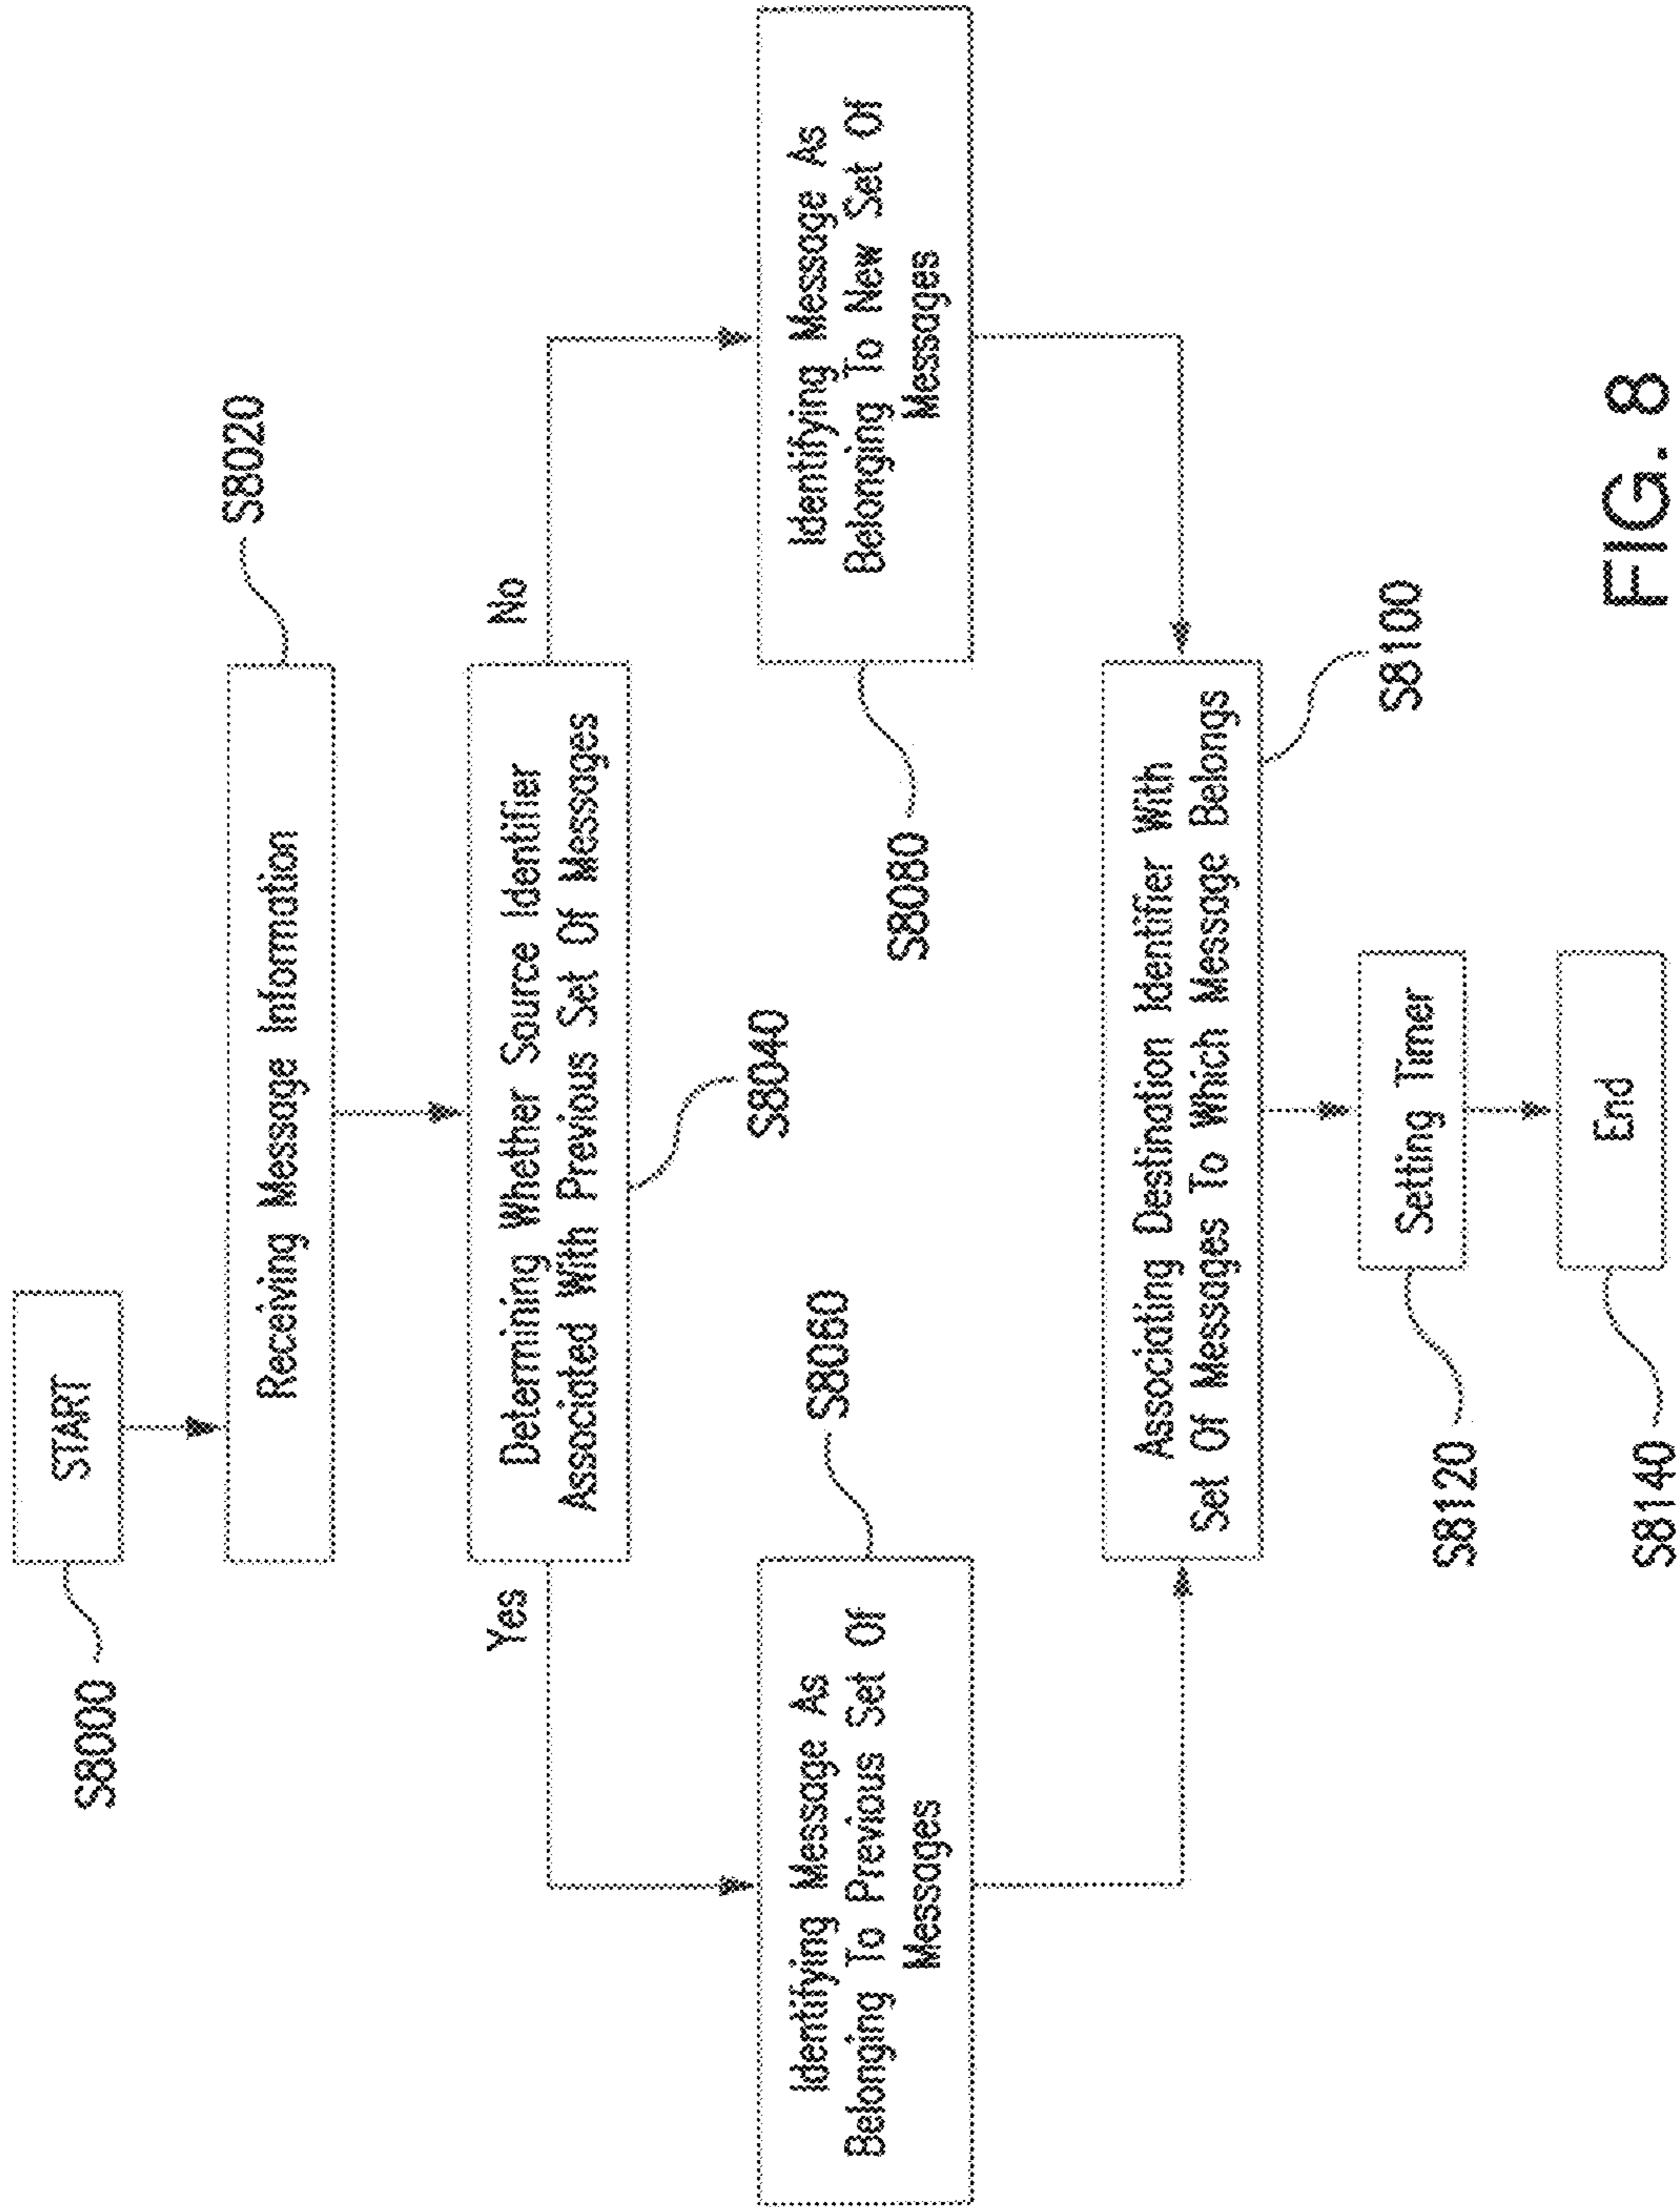 S8000
START
Receiving Message Information
S8020
Determining Whether Source Identifier
Associated With Previous Set Of Messages
S8040
Yes
No
Identifying Message As
Belonging To Previous Set Of
Messages
S8060
Identifying Message As
Belonging To New Set Of
Messages
S8080
Associating Destination Identifier With
Set Of Messages To Which Message Belongs
S8100
S8120
Setting Timer
S8140
End
FIG. 8